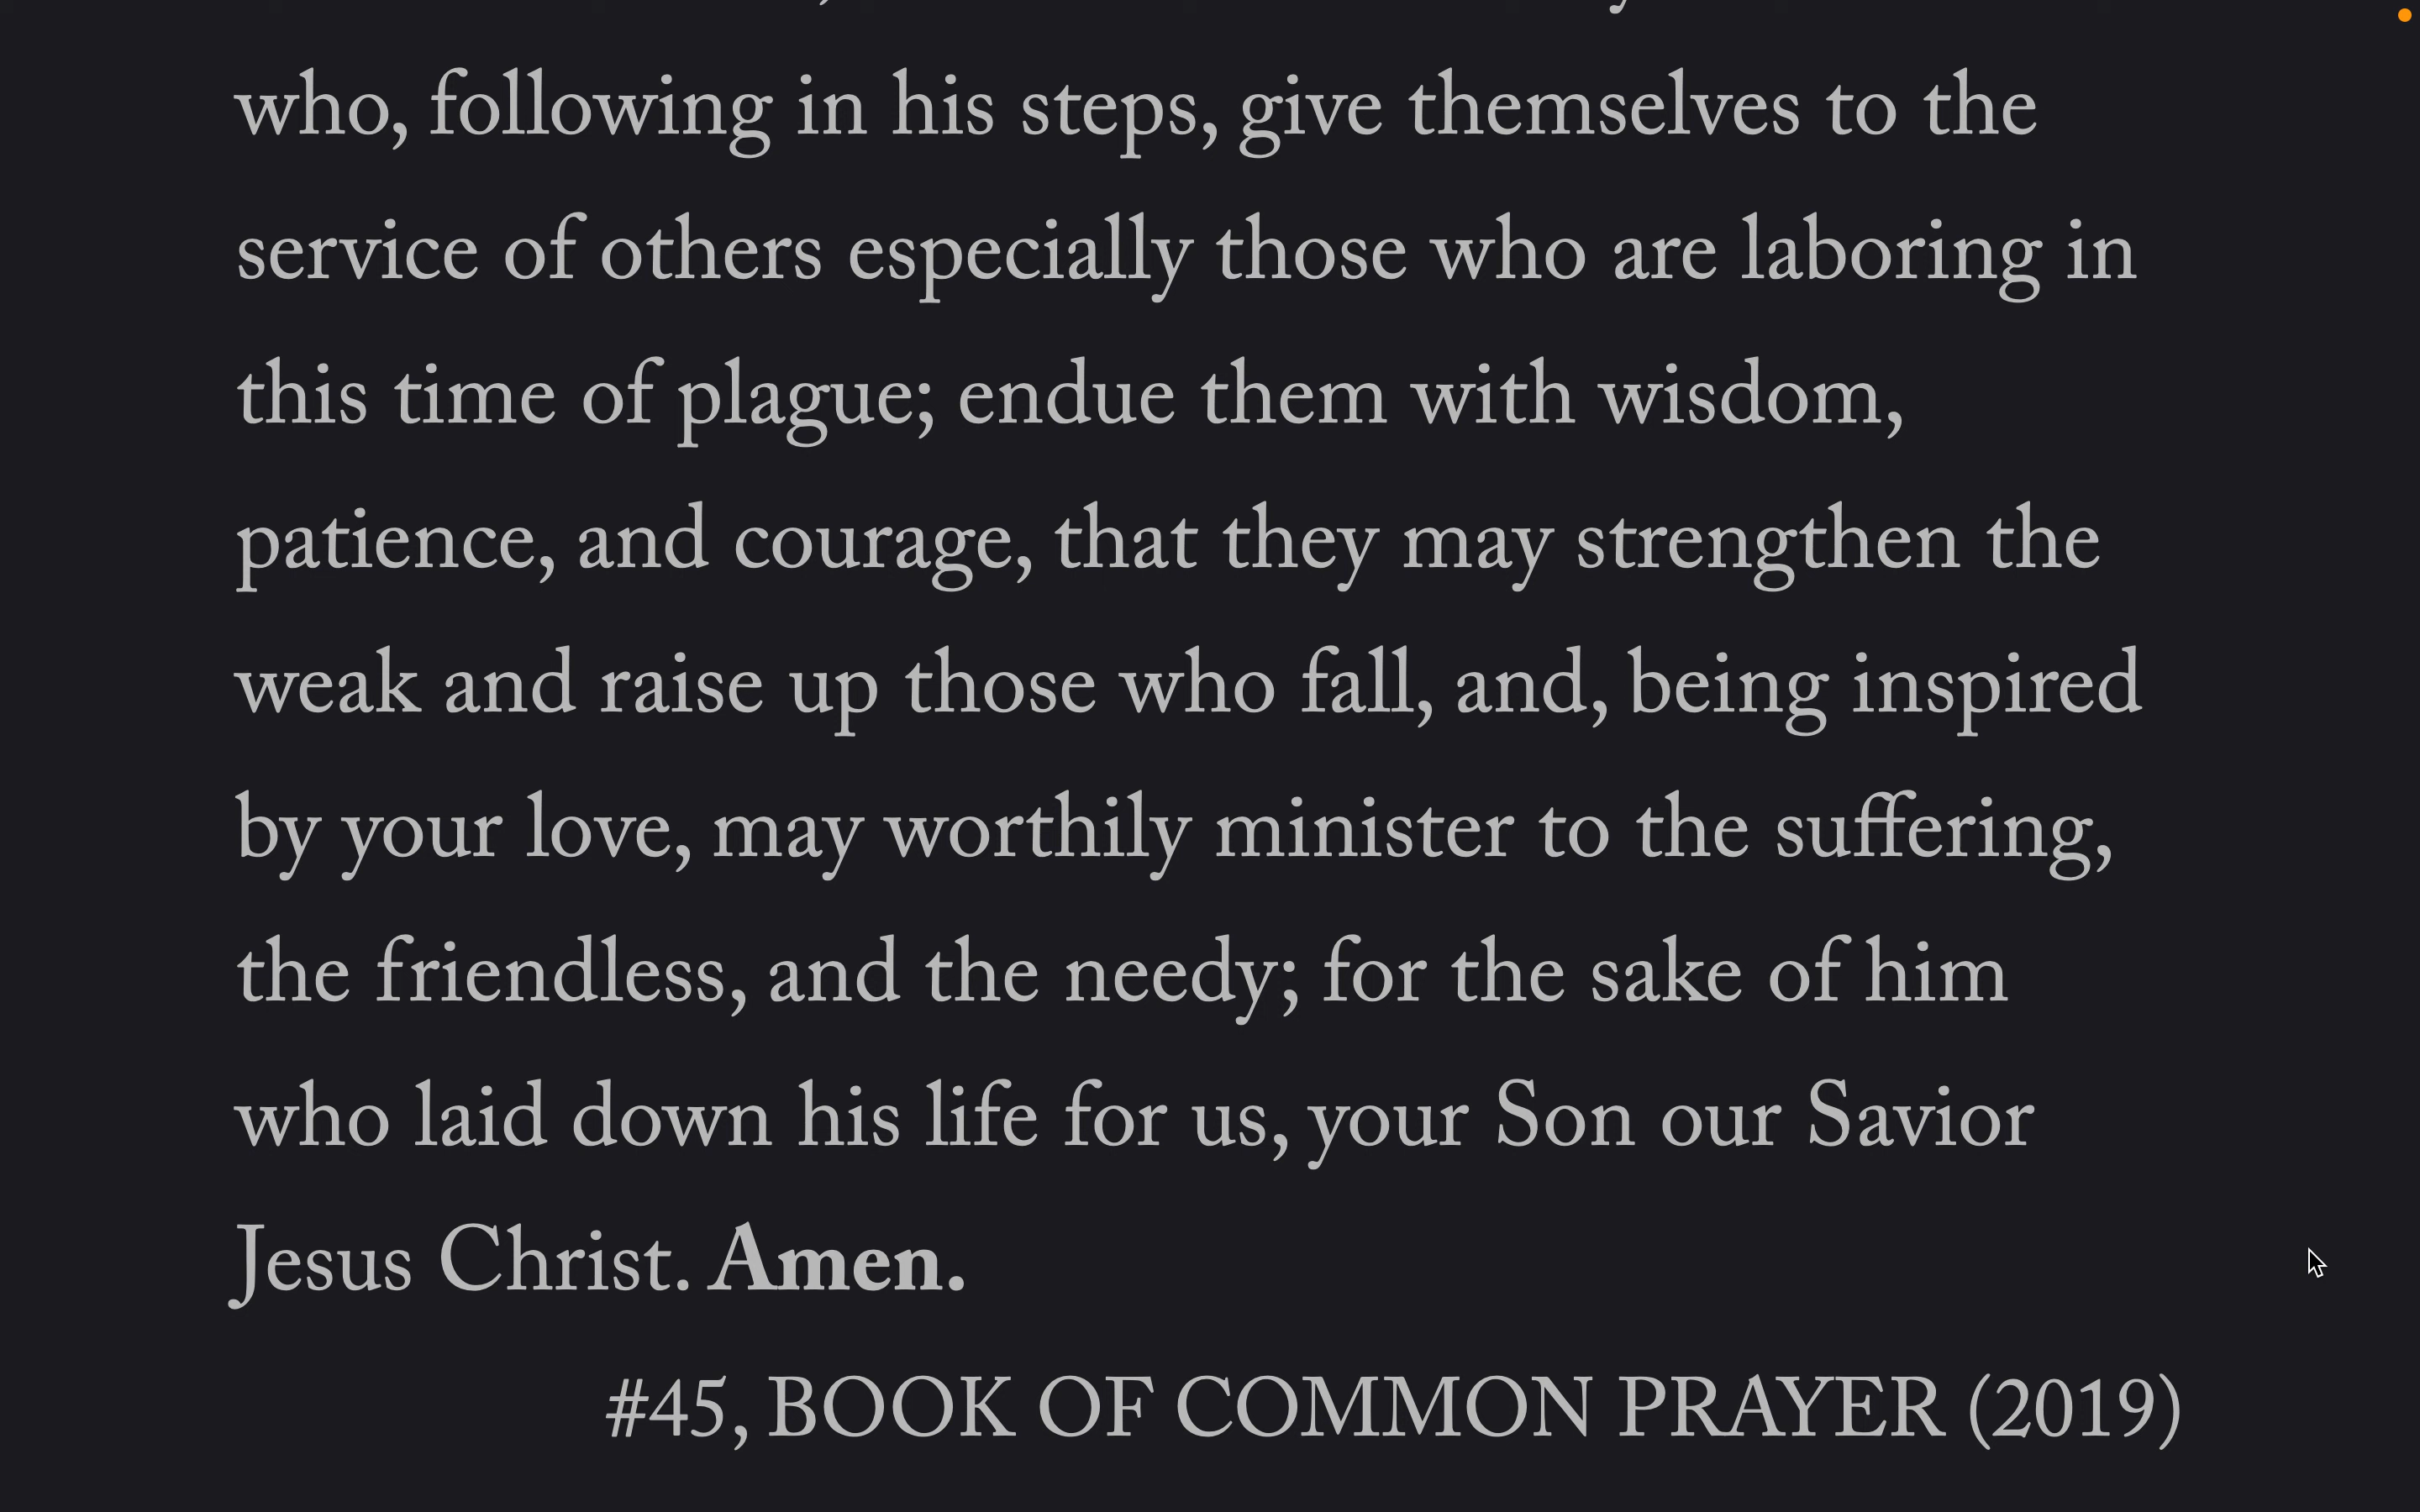 who, following in his steps, give themselves to the
service of others especially those who are laboring in
this time of plague; endue them with wisdom,
patience, and courage, that they may strengthen the
weak and raise up those who fall, and, being inspired
by your love, may worthily minister to the suffering,
the friendless, and the needy; for the sake of him
who laid down his life for us, your Son our Savior
Jesus Christ. Amen.
#45, BOOK OF COMMON PRAYER (2019)